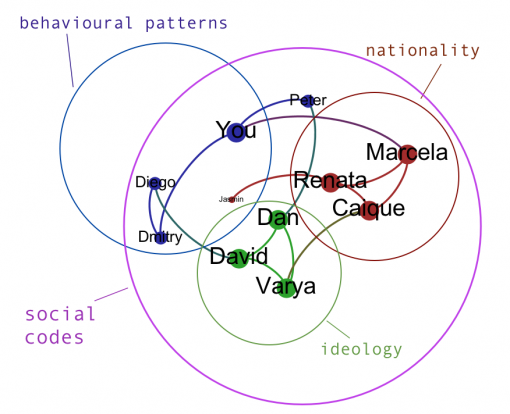 behavioural patterns
nationality
Peter
You
Marcela
Diego
Renata
Jasmin
Caique
Dan
Dmitry
David
Varya
social
codes
ideology